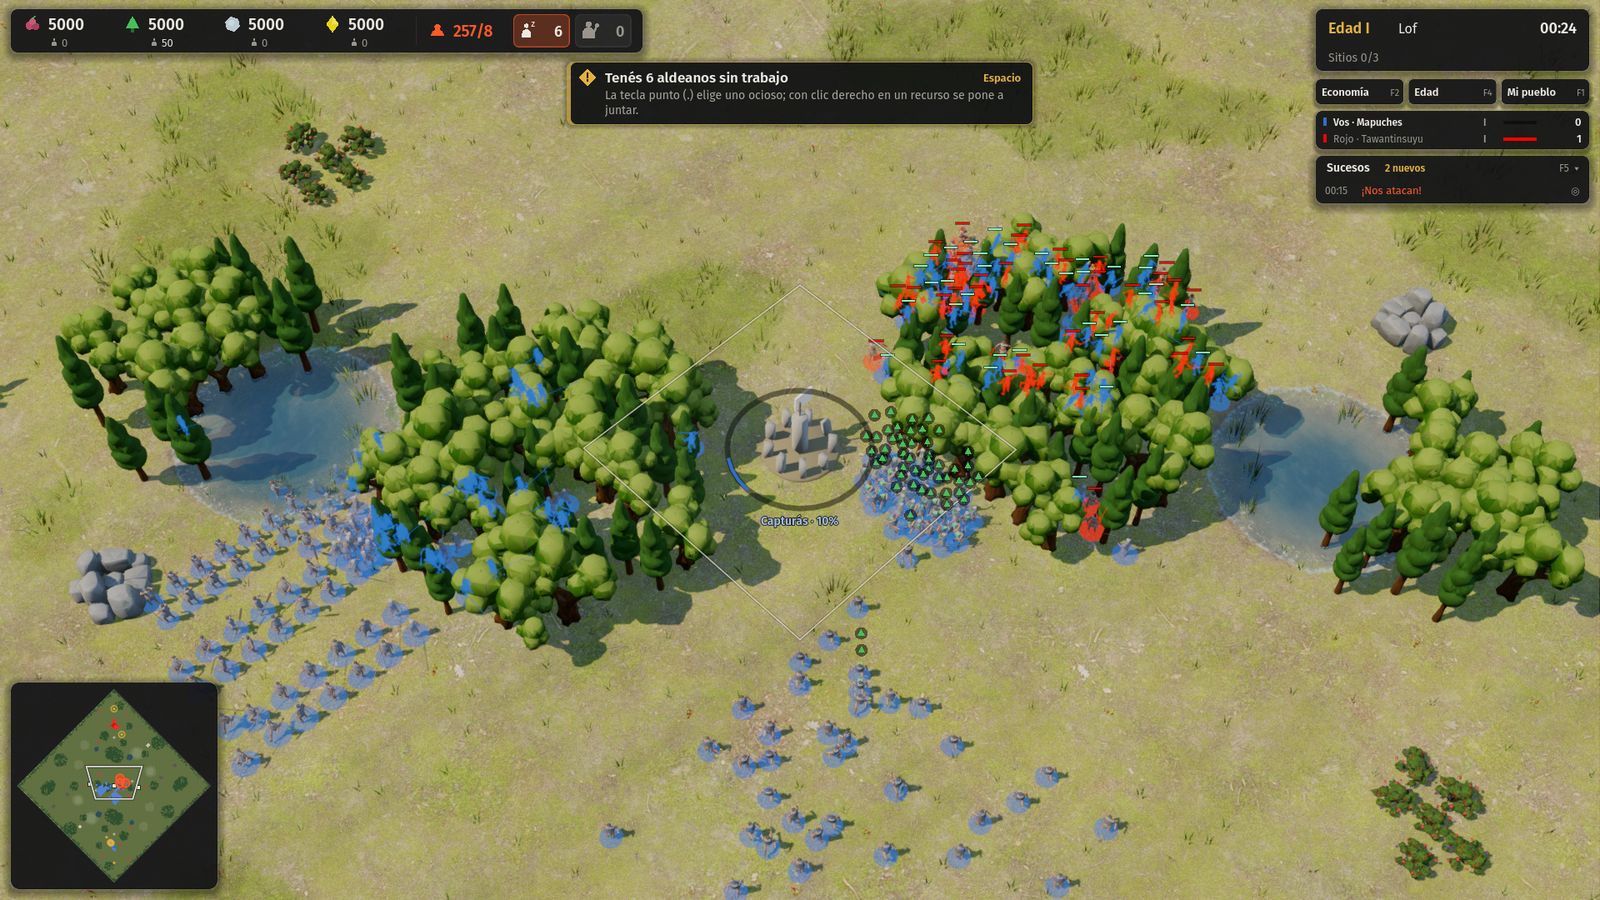 5000 5000 5000 5000 257/8 z 6 0
0 50 0 0
Tenés 6 aldeanos sin trabajo Espacio
La tecla punto (.) elige uno ocioso; con clic derecho en un recurso se pone a
juntar.
Edad I Lof 00:24
Sitios 0/3
Economía F2 Edad F4 Mi pueblo F1
Vos · Mapuches I 0
Rojo · Tawantinsuyu I 1
Sucesos 2 nuevos F5
00:15 ¡Nos atacan!
Capturás · 10%